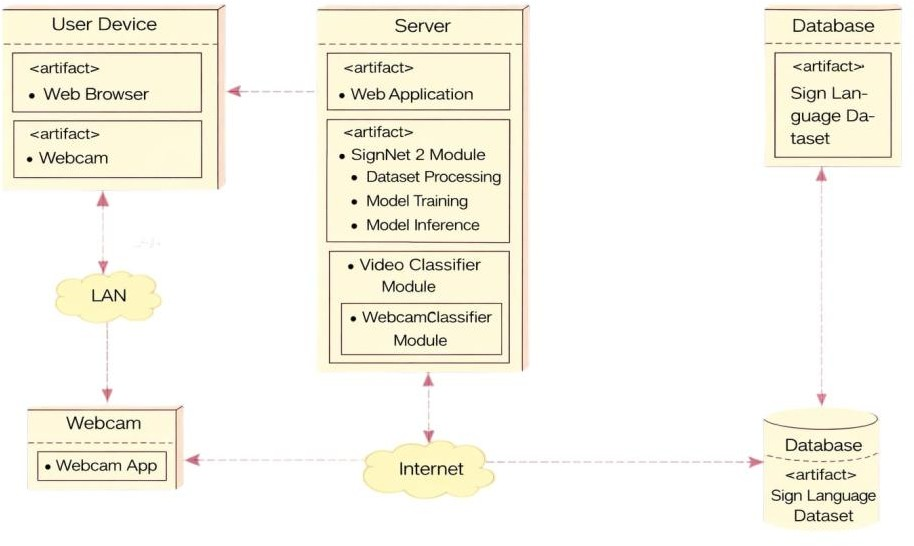 User Device
<artifact>
• Web Browser
<artifact>
• Webcam
Server
<artifact>
• Web Application
<artifact>
• SignNet 2 Module
• Dataset Processing
• Model Training
• Model Inference
• Video Classifier
Module
• WebcamClassifier
Module
Database
<artifact>
Sign Lan-
guage Da-
taset
LAN
Webcam
• Webcam App
Internet
Database
<artifact>
Sign Language
Dataset